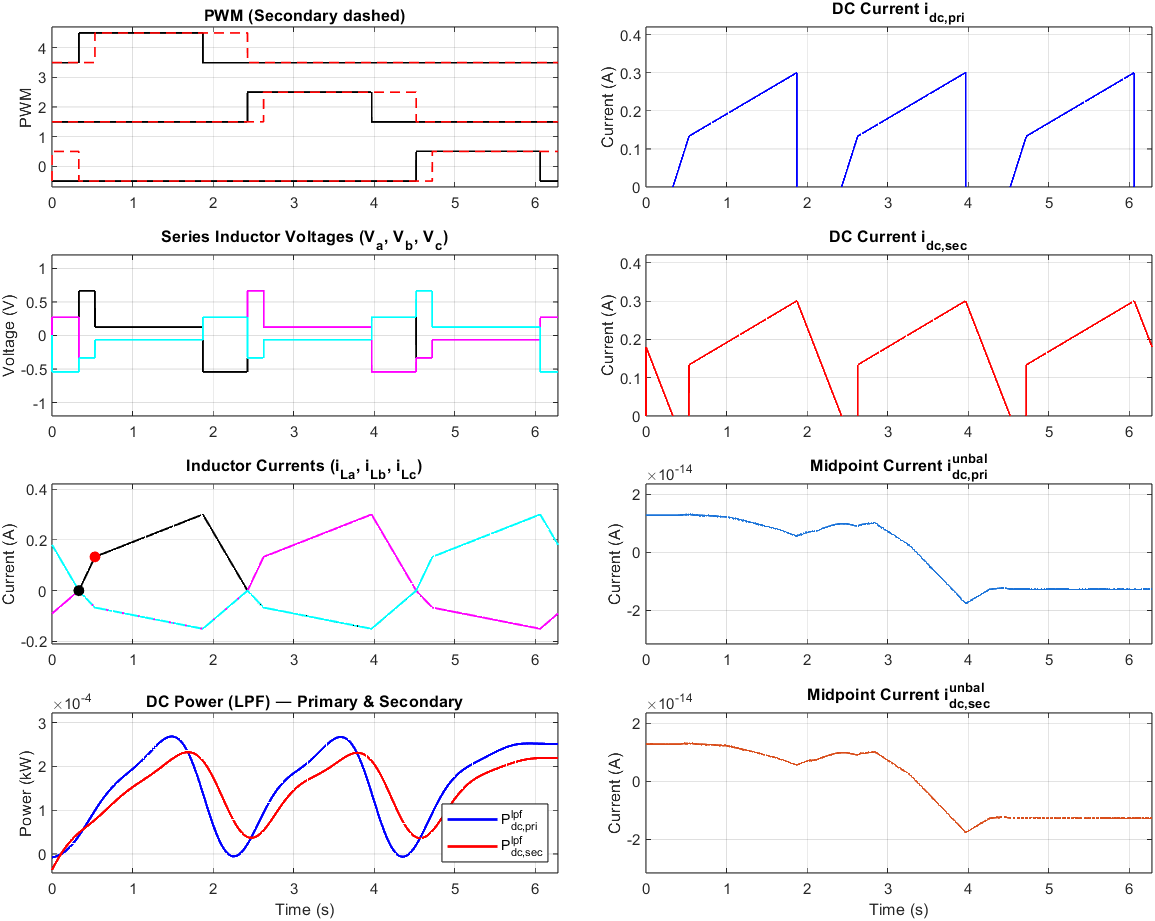 PWM (Secondary dashed)
PWM
4
3
2
1
0
0 1 2 3 4 5 6
DC Current i_dc,pri
Current (A)
0.4
0.3
0.2
0.1
0
0 1 2 3 4 5 6
Series Inductor Voltages (V_a, V_b, V_c)
Voltage (V)
1
0.5
0
-0.5
-1
0 1 2 3 4 5 6
DC Current i_dc,sec
Current (A)
0.4
0.3
0.2
0.1
0
0 1 2 3 4 5 6
Inductor Currents (i_La, i_Lb, i_Lc)
Current (A)
0.4
0.2
0
-0.2
0 1 2 3 4 5 6
Midpoint Current i_dc,pri^unbal
×10^-14
Current (A)
2
0
-2
0 1 2 3 4 5 6
DC Power (LPF) — Primary & Secondary
×10^-4
Power (kW)
3
2
1
0
P_dc,pri^lpf
P_dc,sec^lpf
0 1 2 3 4 5 6
Time (s)
Midpoint Current i_dc,sec^unbal
×10^-14
Current (A)
2
0
-2
0 1 2 3 4 5 6
Time (s)